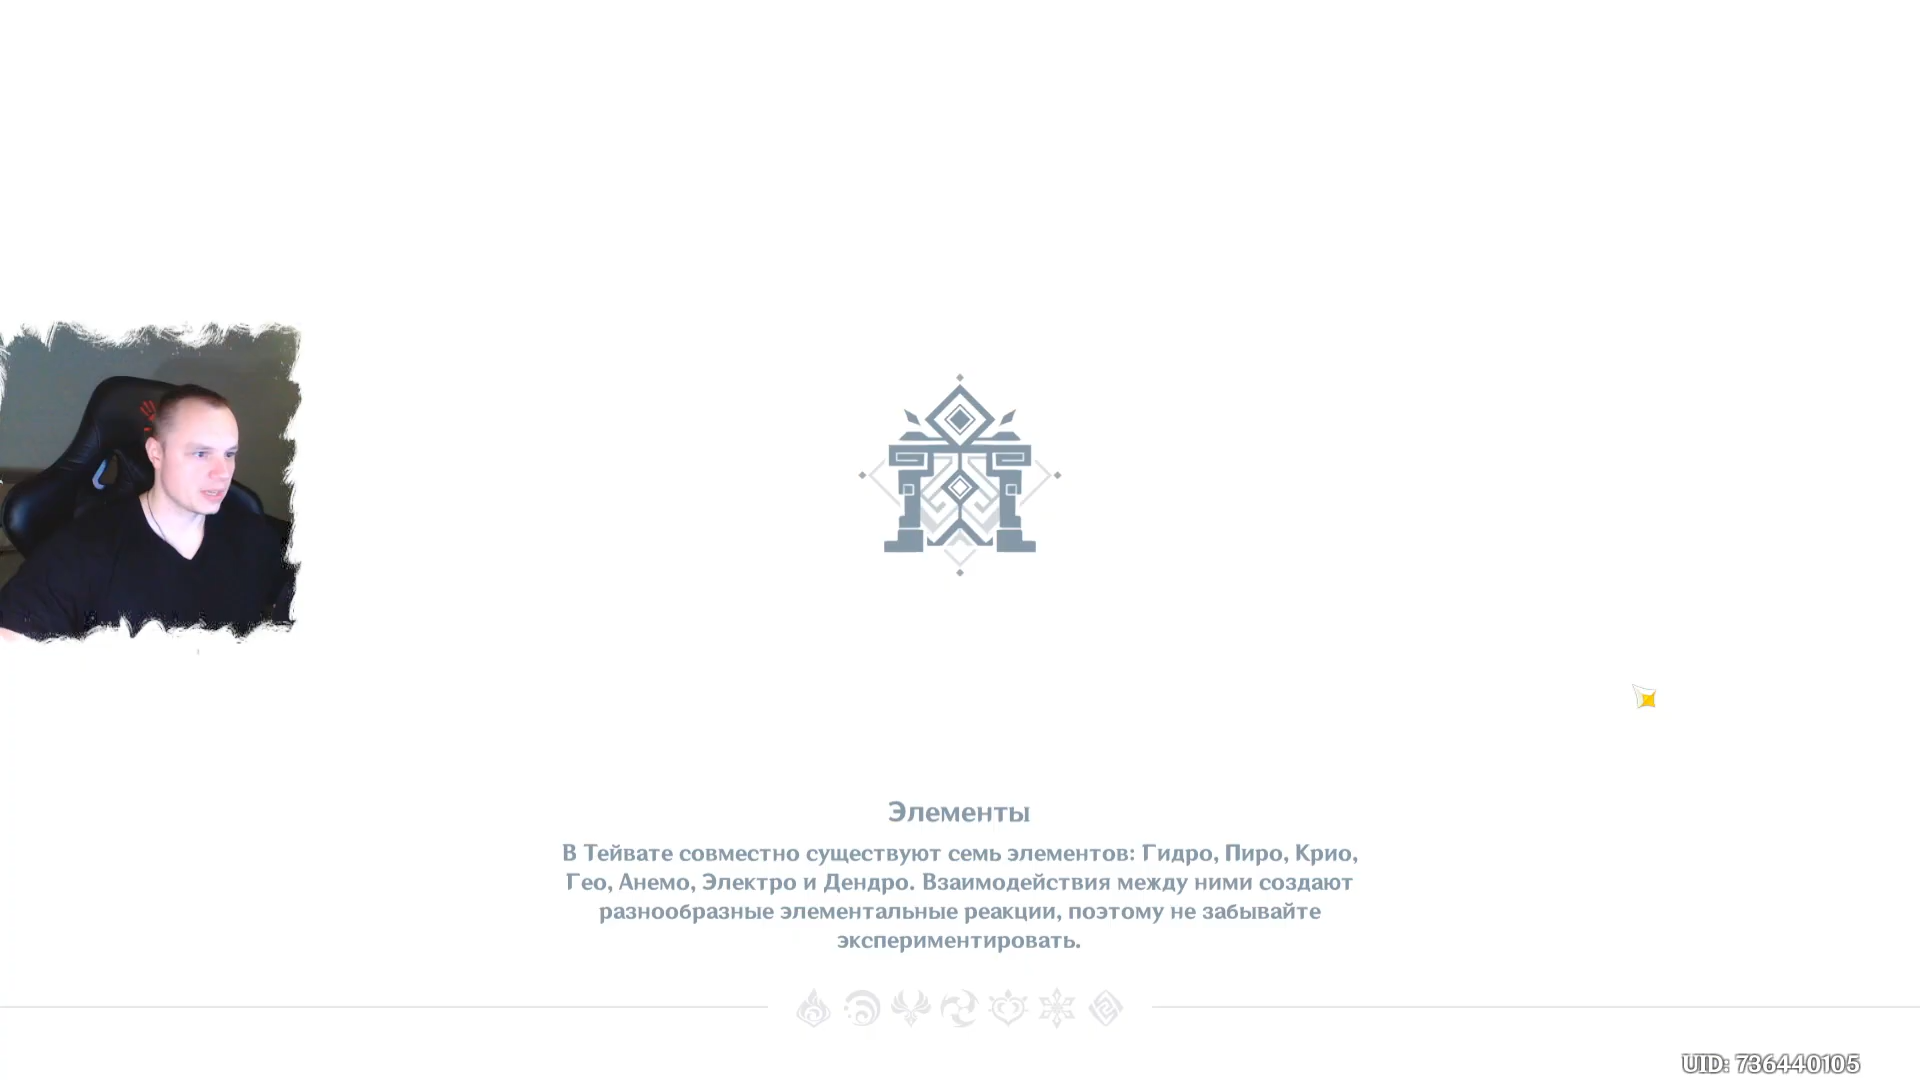 Элементы
В Тейвате совместно существуют семь элементов: Гидро, Пиро, Крио,
Гео, Анемо, Электро и Дендро. Взаимодействия между ними создают
разнообразные элементальные реакции, поэтому не забывайте
экспериментировать.
UID: 736440105